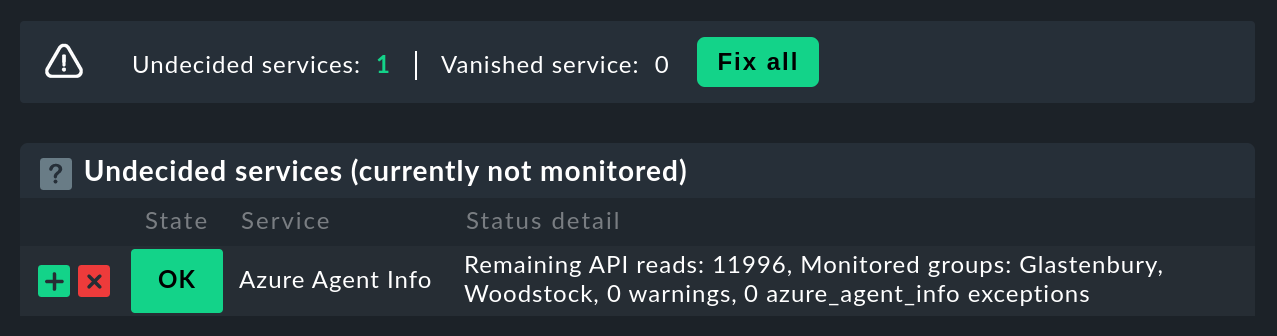 Undecided services: 1 | Vanished service: 0 Fix all
? Undecided services (currently not monitored)
State Service Status detail
OK Azure Agent Info Remaining API reads: 11996, Monitored groups: Glastenbury,
Woodstock, 0 warnings, 0 azure_agent_info exceptions